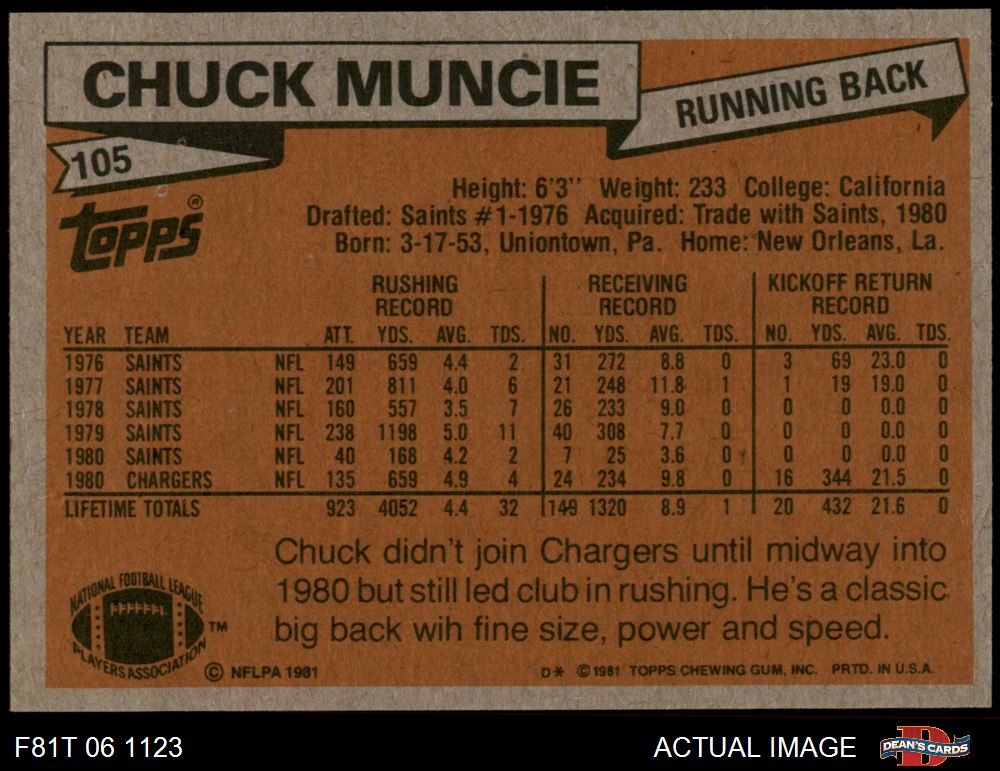 CHUCK MUNCIE
RUNNING BACK
105
TOPPS®
Height: 6'3" Weight: 233 College: California
Drafted: Saints #1-1976 Acquired: Trade with Saints, 1980
Born: 3-17-53, Uniontown, Pa. Home: New Orleans, La.
RUSHING RECORD RECEIVING RECORD KICKOFF RETURN RECORD
YEAR TEAM ATT. YDS. AVG. TDS. NO. YDS. AVG. TDS. NO. YDS. AVG. TDS.
1976 SAINTS NFL 149 659 4.4 2 31 272 8.8 0 3 69 23.0 0
1977 SAINTS NFL 201 811 4.0 6 21 248 11.8 1 1 19 19.0 0
1978 SAINTS NFL 160 557 3.5 7 26 233 9.0 0 0 0 0.0 0
1979 SAINTS NFL 238 1198 5.0 11 40 308 7.7 0 0 0 0.0 0
1980 SAINTS NFL 40 168 4.2 2 7 25 3.6 0 0 0 0.0 0
1980 CHARGERS NFL 135 659 4.9 4 24 234 9.8 0 16 344 21.5 0
LIFETIME TOTALS 923 4052 4.4 32 149 1320 8.9 1 20 432 21.6 0
Chuck didn't join Chargers until midway into
1980 but still led club in rushing. He's a classic
big back wih fine size, power and speed.
NATIONAL FOOTBALL LEAGUE
PLAYERS ASSOCIATION
TM
© NFLPA 1981
D* © 1981 TOPPS CHEWING GUM, INC. PRTD. IN U.S.A.
F81T 06 1123
ACTUAL IMAGE
D
DEAN'S CARDS